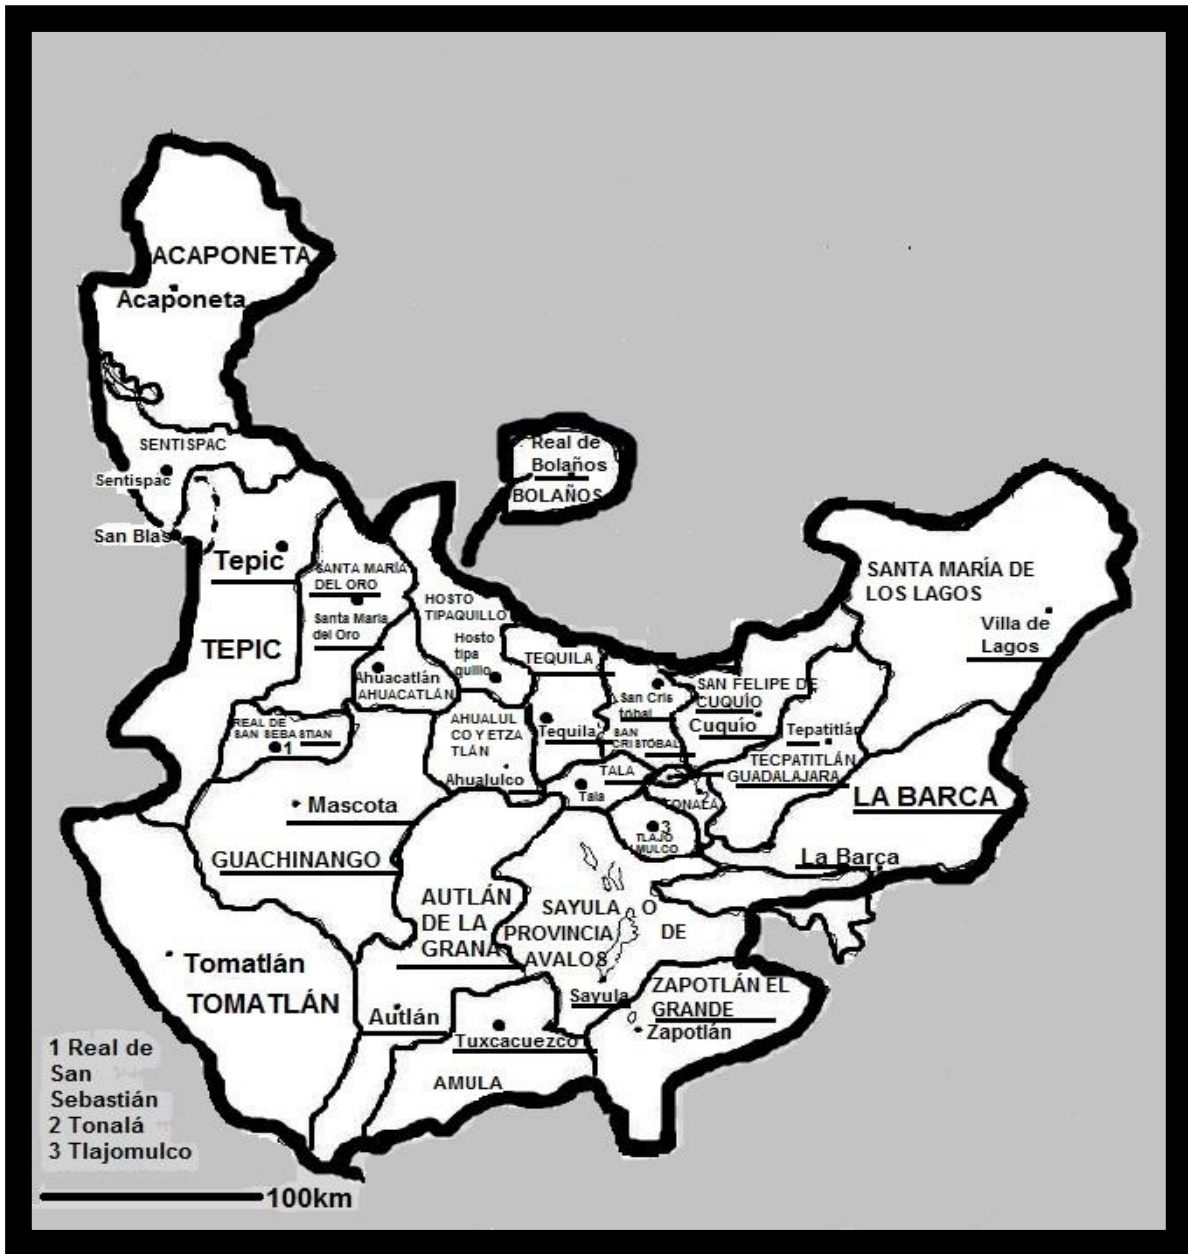 ACAPONETA
Acaponeta
SENTISPAC
Sentispac
San Blas
Tepic
TEPIC
Real de
Bolaños
BOLAÑOS
SANTA MARÍA
DEL ORO
Santa Maria
del Oro
HOSTO
TIPAQUILLO
Hosto
tipa
quillo
Ahuacatlán
AHUACATLÁN
TEQUILA
Tequila
San Cris
tóbal
SAN
CRISTÓBAL
SAN FELIPE DE
CUQUÍO
Cuquío
SANTA MARÍA DE
LOS LAGOS
Villa de
Lagos
Tepatitlán
TECPATITLÁN
GUADALAJARA
REAL DE
SAN SEBASTIAN
1
AHUALUL
CO Y ETZA
TLÁN
Ahualulco
TALA
Tala
2
TONALÁ
3
TLAJO
MULCO
LA BARCA
La Barca
Mascota
GUACHINANGO
AUTLÁN
DE LA
GRANA
Autlán
SAYULA O
PROVINCIA DE
AVALOS
Sayula
ZAPOTLÁN EL
GRANDE
Zapotlán
Tomatlán
TOMATLÁN
Tuxcacuezco
AMULA
1 Real de
San
Sebastián
2 Tonalá
3 Tlajomulco
100km